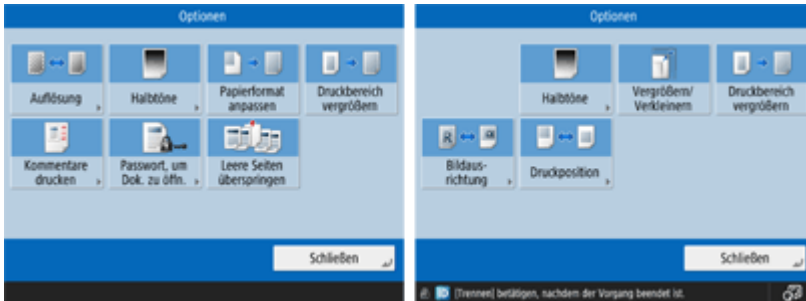 Optionen
Auflösung
Halbtöne
Papierformat
anpassen
Druckbereich
vergrößern
Kommentare
drucken
Passwort, um
Dok. zu öffn.
Leere Seiten
überspringen
Schließen
Optionen
Halbtöne
Vergrößern/
Verkleinern
Druckbereich
vergrößern
R
Bildaus-
richtung
Druckposition
Schließen
[Trennen] betätigen, nachdem der Vorgang beendet ist.